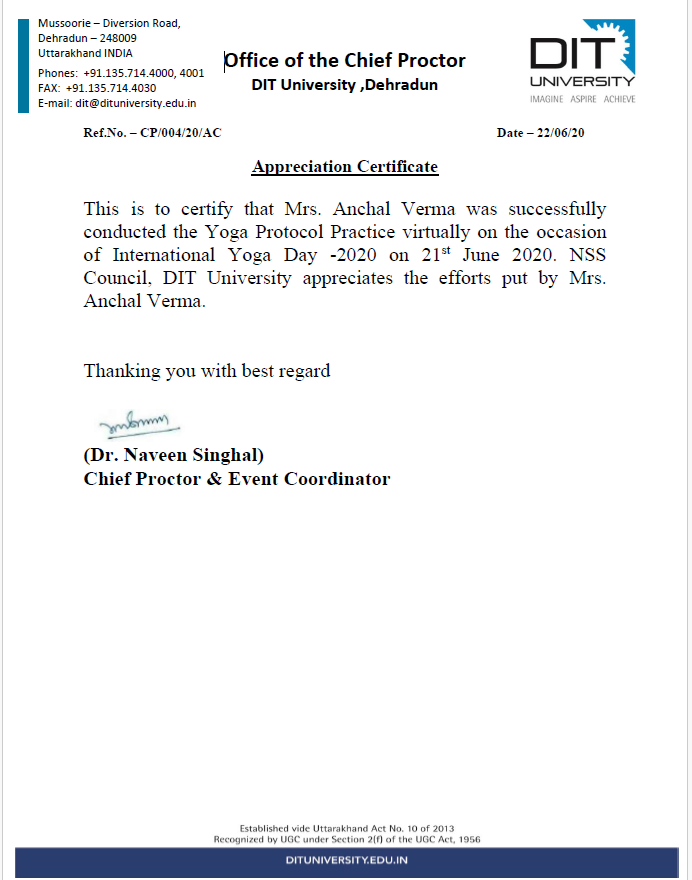 Mussoorie – Diversion Road,
Dehradun – 248009
Uttarakhand INDIA
Phones: +91.135.714.4000, 4001
FAX: +91.135.714.4030
E-mail: dit@dituniversity.edu.in
Office of the Chief Proctor
DIT University ,Dehradun
DIT
UNIVERSITY
IMAGINE ASPIRE ACHIEVE
Ref.No. – CP/004/20/AC
Date – 22/06/20
Appreciation Certificate
This is to certify that Mrs. Anchal Verma was successfully
conducted the Yoga Protocol Practice virtually on the occasion
of International Yoga Day -2020 on 21st June 2020. NSS
Council, DIT University appreciates the efforts put by Mrs.
Anchal Verma.
Thanking you with best regard
(Dr. Naveen Singhal)
Chief Proctor & Event Coordinator
Established vide Uttarakhand Act No. 10 of 2013
Recognized by UGC under Section 2(f) of the UGC Act, 1956
DITUNIVERSITY.EDU.IN